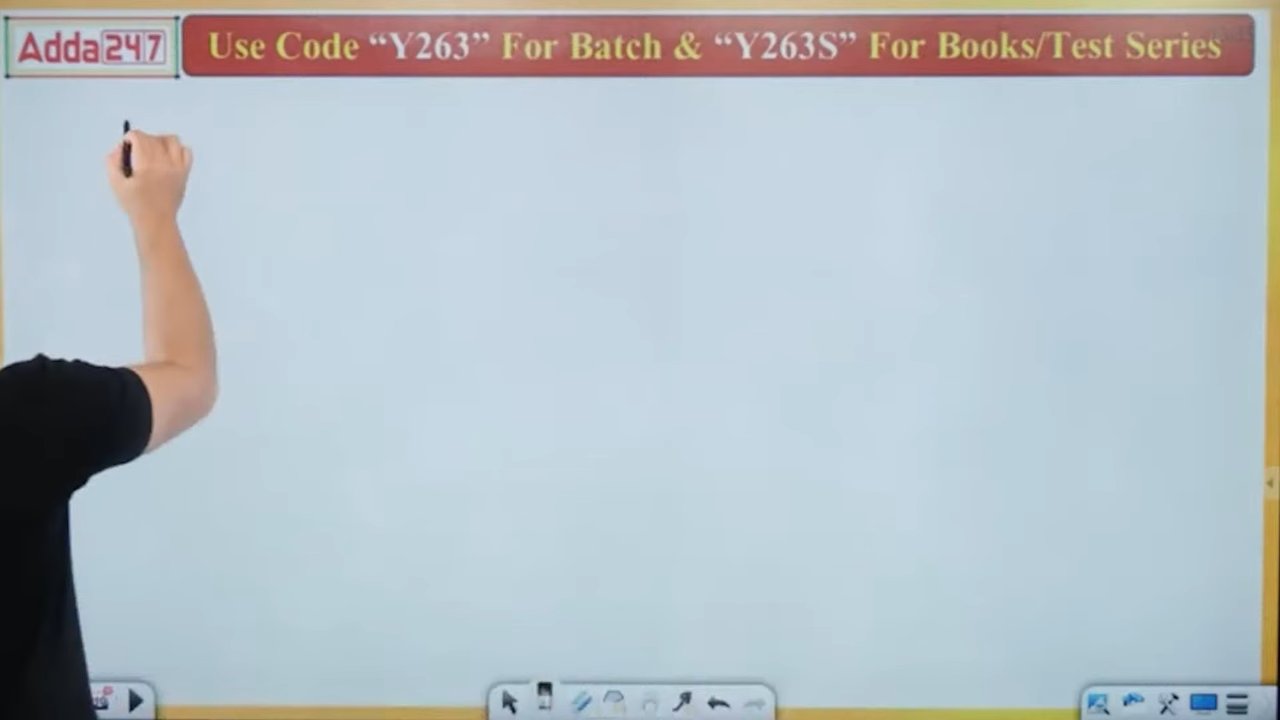 Adda247
Use Code “Y263” For Batch & “Y263S” For Books/Test Series